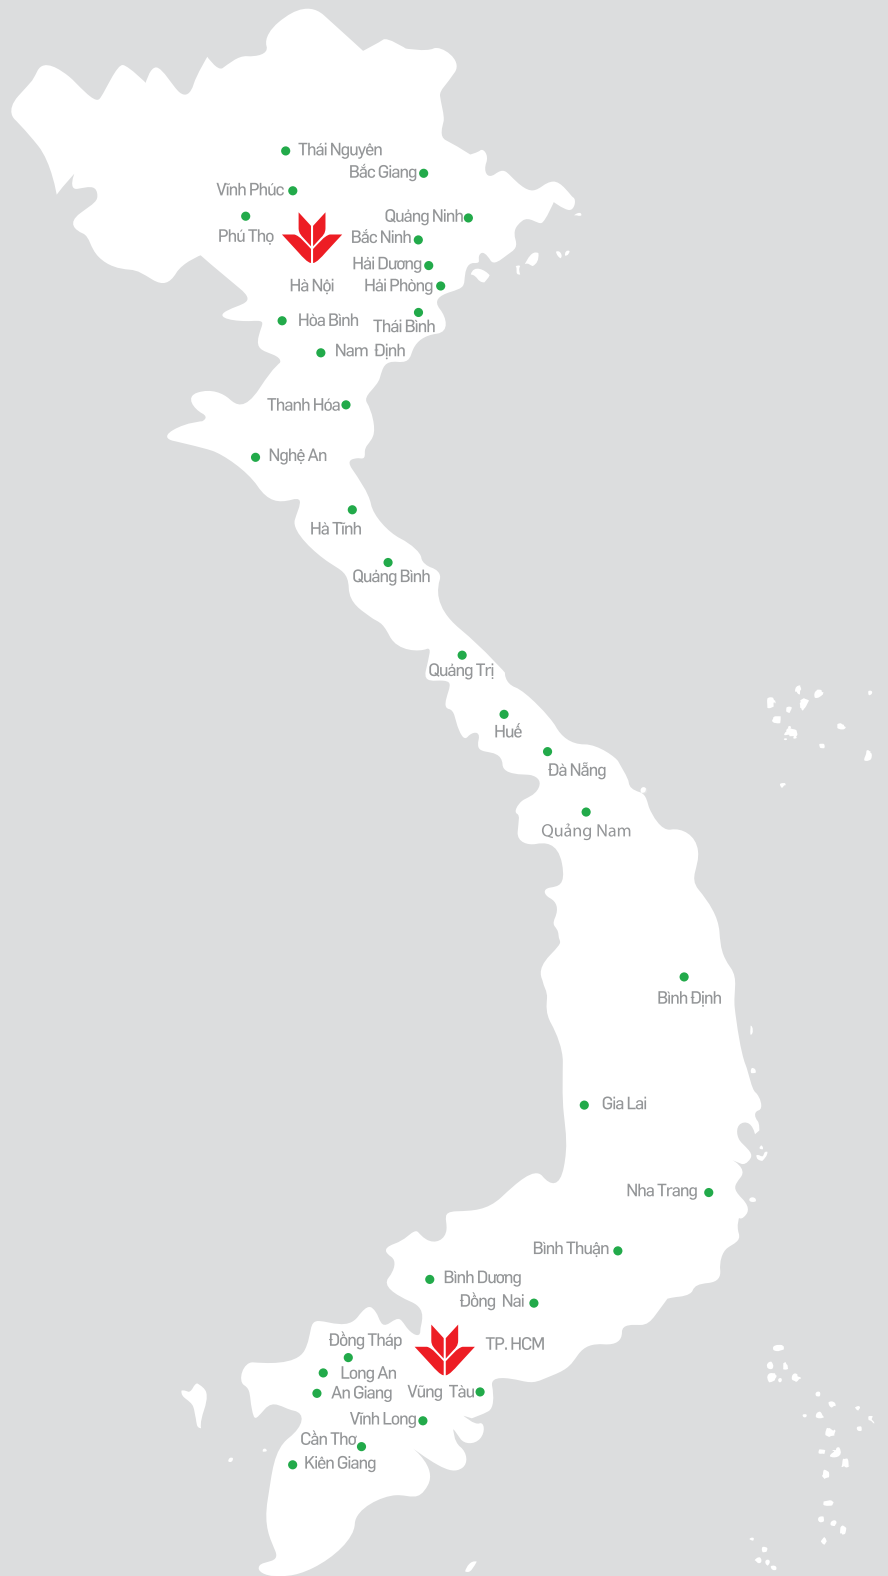 Thái Nguyên
Bắc Giang
Vĩnh Phúc
Quảng Ninh
Phú Thọ
Bắc Ninh
Hải Dương
Hà Nội
Hải Phòng
Hòa Bình
Thái Bình
Nam Định
Thanh Hóa
Nghệ An
Hà Tĩnh
Quảng Bình
Quảng Trị
Huế
Đà Nẵng
Quảng Nam
Bình Định
Gia Lai
Nha Trang
Bình Thuận
Bình Dương
Đồng Nai
Đồng Tháp
TP. HCM
Long An
An Giang
Vũng Tàu
Vĩnh Long
Cần Thơ
Kiên Giang